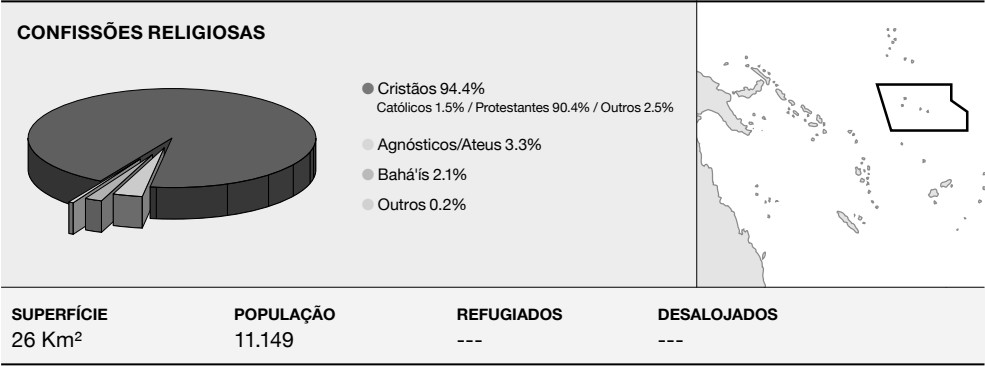 CONFISSÕES RELIGIOSAS
Cristãos 94.4%
Católicos 1.5% / Protestantes 90.4% / Outros 2.5%
Agnósticos/Ateus 3.3%
Bahá'ís 2.1%
Outros 0.2%
SUPERFÍCIE POPULAÇÃO REFUGIADOS DESALOJADOS
26 Km² 11.149 --- ---